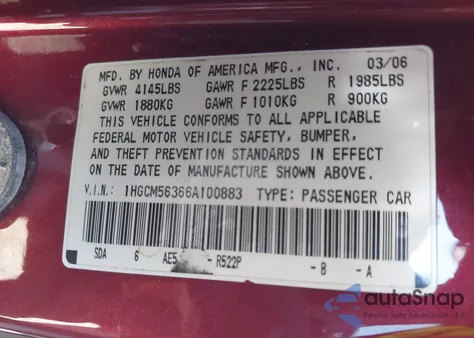 MFD. BY HONDA OF AMERICA MFG., INC. 03/06
GVWR 4145LBS GAWR F 2225LBS R 1985LBS
GVWR 1880KG GAWR F 1010KG R 900KG
THIS VEHICLE CONFORMS TO ALL APPLICABLE
FEDERAL MOTOR VEHICLE SAFETY, BUMPER,
AND THEFT PREVENTION STANDARDS IN EFFECT
ON THE DATE OF MANUFACTURE SHOWN ABOVE.
V.I.N.: 1HGCM56366A100883 TYPE: PASSENGER CAR
SDA 6 AE5 - R522P - B - A
autoSnap